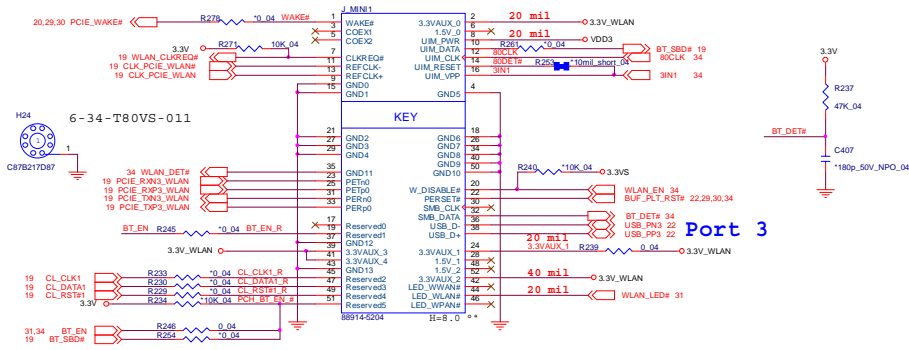 J_MINI1
20,29,30 PCIE_WAKE# R278 *0_04 WAKE# 1 WAKE# 3.3VAUX_0 2 20 mil 3.3V_WLAN
3 COEX1 1.5V_0 6
5 COEX2 UIM_PWR 8 20 mil VDD3
3.3V R271 10K_04 UIM_DATA 10 R261 *0_04 BT_SBD# 19
19 WLAN_CLKREQ# 7 CLKREQ# UIM_CLK 12 80CLK 80CLK 34
19 CLK_PCIE_WLAN# 11 REFCLK- UIM_RESET 14 80DET# R253 *10mil_short_04
19 CLK_PCIE_WLAN 13 REFCLK+ UIM_VPP 16 3IN1 3IN1 34
9 GND0
15 GND1 GND5 4
KEY
21 GND2 GND6 18
27 GND3 GND7 26
29 GND4 GND8 34
GND9 40
GND10 50
34 WLAN_DET# 35 GND11
19 PCIE_RXN3_WLAN 23 PETn0
19 PCIE_RXP3_WLAN 25 PETp0 W_DISABLE# 20 R240 *10K_04 3.3VS
19 PCIE_TXN3_WLAN 31 PERn0 PERSET# 22 WLAN_EN 34
19 PCIE_TXP3_WLAN 33 PERp0 SMB_CLK 30 BUF_PLT_RST# 22,29,30,34
SMB_DATA 32 BT_DET# 34
17 Reserved0 USB_D- 36 USB_PN3 22
BT_EN R245 *0_04 BT_EN_R 19 Reserved1 USB_D+ 38 USB_PP3 22
Port 3
37 GND12
3.3V_WLAN 39 3.3VAUX_3 3.3VAUX_1 24 20 mil 3.3VAUX_1 R239 0_04 3.3V_WLAN
41 3.3VAUX_4 1.5V_1 28
43 GND13 1.5V_2 48
19 CL_CLK1 R233 *0_04 CL_CLK1_R 45 Reserved2 3.3VAUX_2 52 40 mil 3.3V_WLAN
19 CL_DATA1 R230 *0_04 CL_DATA1_R 47 Reserved3 LED_WWAN# 42
19 CL_RST#1 R229 *0_04 CL_RST#1_R 49 Reserved4 LED_WLAN# 44 20 mil WLAN_LED# 31
3.3V R234 *10K_04 PCH_BT_EN_# 51 Reserved5 LED_WPAN# 46
88914-5204 H=8.0 °°
31,34 BT_EN R246 0_04
19 BT_SBD# R254 *0_04
H24 6-34-T80VS-011
1
1
C87B217D87
3.3V
R237
47K_04
BT_DET#
C407
*180p_50V_NPO_04